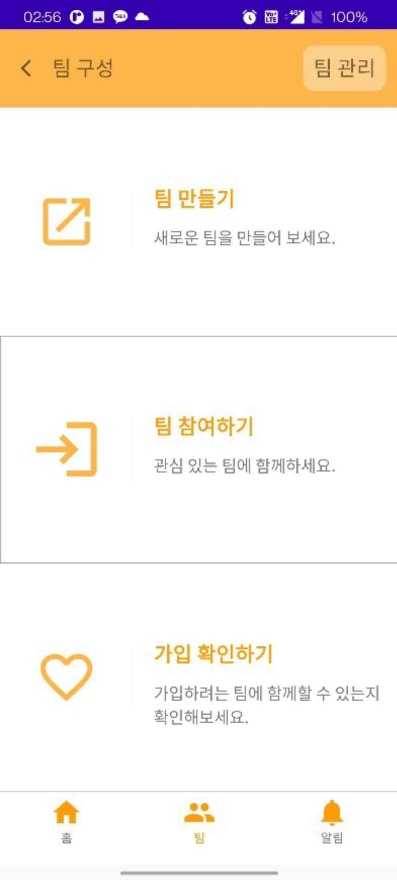 02:56 100%
팀 구성
팀 관리
팀 만들기
새로운 팀을 만들어 보세요.
팀 참여하기
관심 있는 팀에 함께하세요.
가입 확인하기
가입하려는 팀에 함께할 수 있는지
확인해보세요.
홈
팀
알림